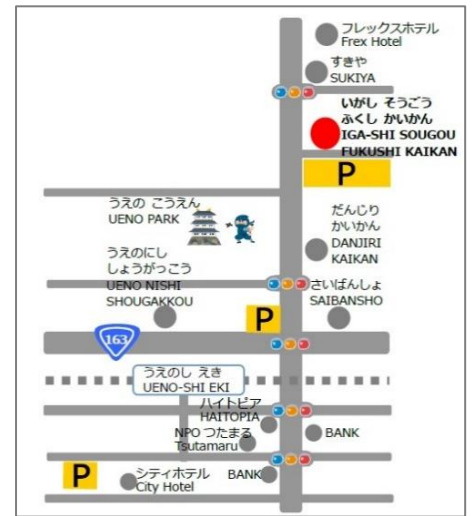 フレックスホテル
Frex Hotel
すきや
SUKIYA
いがし そうごう
ふくし かいかん
IGA-SHI SOUGOU
FUKUSHI KAIKAN
P
うえの こうえん
UENO PARK
だんじり
かいかん
DANJIRI
KAIKAN
うえのにし
しょうがっこう
UENO NISHI
SHOUGAKKOU
さいばんしょ
SAIBANSHO
P
163
うえのし えき
UENO-SHI EKI
ハイトピア
HAITOPIA
NPO つたまる
Tsutamaru
BANK
P
シティホテル
City Hotel
BANK